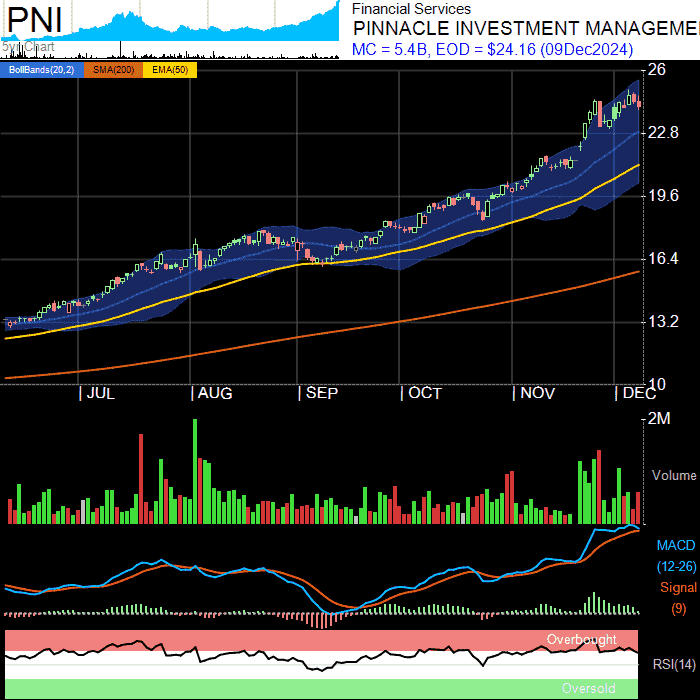 PNI
5yr Chart
Financial Services
PINNACLE INVESTMENT MANAGEME
MC = 5.4B, EOD = $24.16 (09Dec2024)
BollBands(20,2) SMA(200) EMA(50)
26
22.8
19.6
16.4
13.2
10
JUL AUG SEP OCT NOV DEC
2M
Volume
MACD
(12-26)
Signal
(9)
Overbought
RSI(14)
Oversold